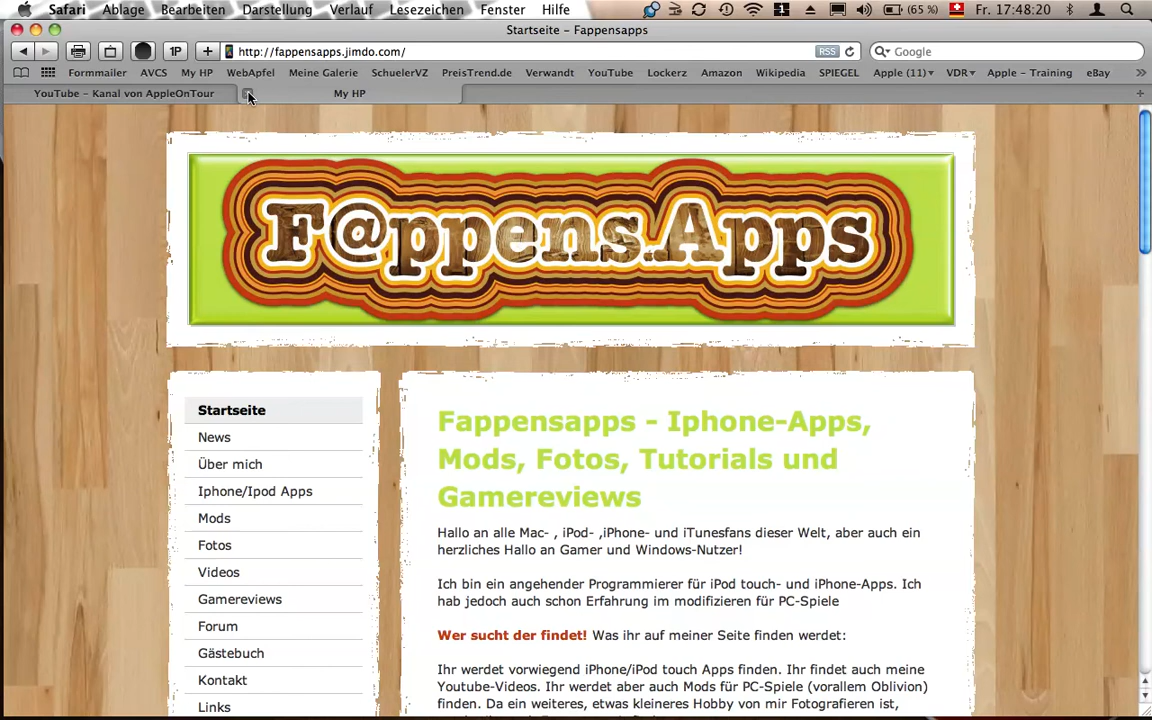 Safari Ablage Bearbeiten Darstellung Verlauf Lesezeichen Fenster Hilfe (65 %) Fr. 17:48:20
Startseite – Fappensapps
1P http://fappensapps.jimdo.com/ RSS Google
Formmailer AVCS My HP WebApfel Meine Galerie SchuelerVZ PreisTrend.de Verwandt YouTube Lockerz Amazon Wikipedia SPIEGEL Apple (11) VDR Apple – Training eBay
YouTube – Kanal von AppleOnTour My HP
F@ppens.Apps
Startseite
News
Über mich
Iphone/Ipod Apps
Mods
Fotos
Videos
Gamereviews
Forum
Gästebuch
Kontakt
Links
Fappensapps - Iphone-Apps,
Mods, Fotos, Tutorials und
Gamereviews
Hallo an alle Mac- , iPod- ,iPhone- und iTunesfans dieser Welt, aber auch ein
herzliches Hallo an Gamer und Windows-Nutzer!
Ich bin ein angehender Programmierer für iPod touch- und iPhone-Apps. Ich
hab jedoch auch schon Erfahrung im modifizieren für PC-Spiele
Wer sucht der findet! Was ihr auf meiner Seite finden werdet:
Ihr werdet vorwiegend iPhone/iPod touch Apps finden. Ihr findet auch meine
Youtube-Videos. Ihr werdet aber auch Mods für PC-Spiele (vorallem Oblivion)
finden. Da ein weiteres, etwas kleineres Hobby von mir Fotografieren ist,